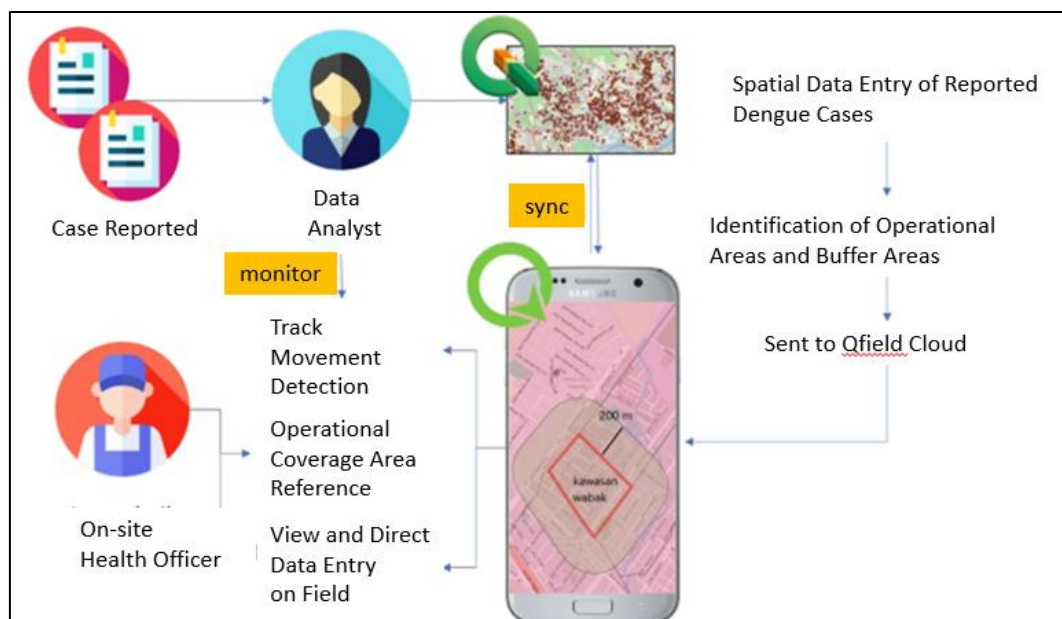 Case Reported
Data
Analyst
sync
monitor
Spatial Data Entry of Reported
Dengue Cases
Identification of Operational
Areas and Buffer Areas
Sent to Qfield Cloud
Track
Movement
Detection
Operational
Coverage Area
Reference
View and Direct
Data Entry
on Field
On-site
Health Officer
SAMSUNG
200 m
kawasan
wabak